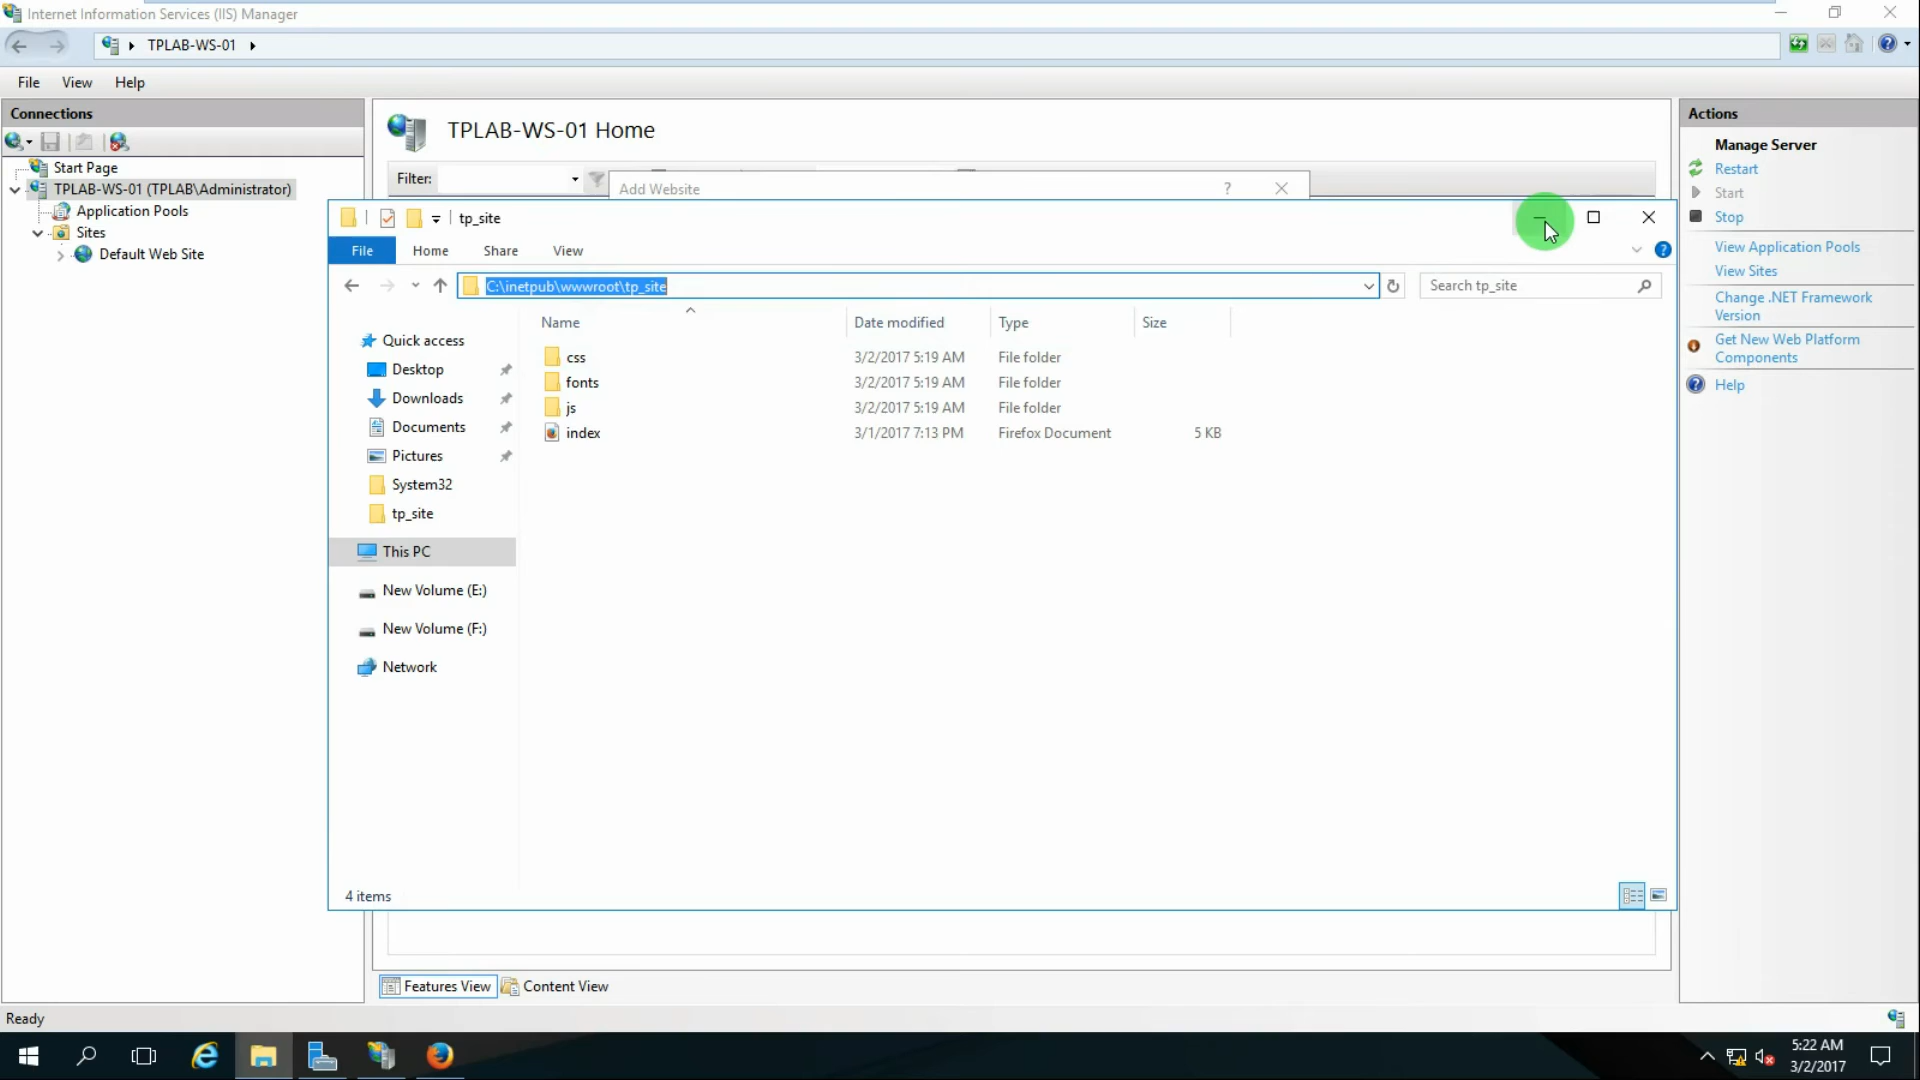 Internet Information Services (IIS) Manager
TPLAB-WS-01
File View Help
Connections
Start Page
TPLAB-WS-01 (TPLAB\Administrator)
Application Pools
Sites
Default Web Site
TPLAB-WS-01 Home
Filter:
Add Website
?
tp_site
File Home Share View
C:\inetpub\wwwroot\tp_site
Search tp_site
Quick access
Desktop
Downloads
Documents
Pictures
System32
tp_site
This PC
New Volume (E:)
New Volume (F:)
Network
Name Date modified Type Size
css 3/2/2017 5:19 AM File folder
fonts 3/2/2017 5:19 AM File folder
js 3/2/2017 5:19 AM File folder
index 3/1/2017 7:13 PM Firefox Document 5 KB
4 items
Features View Content View
Actions
Manage Server
Restart
Start
Stop
View Application Pools
View Sites
Change .NET Framework
Version
Get New Web Platform
Components
Help
Ready
5:22 AM
3/2/2017